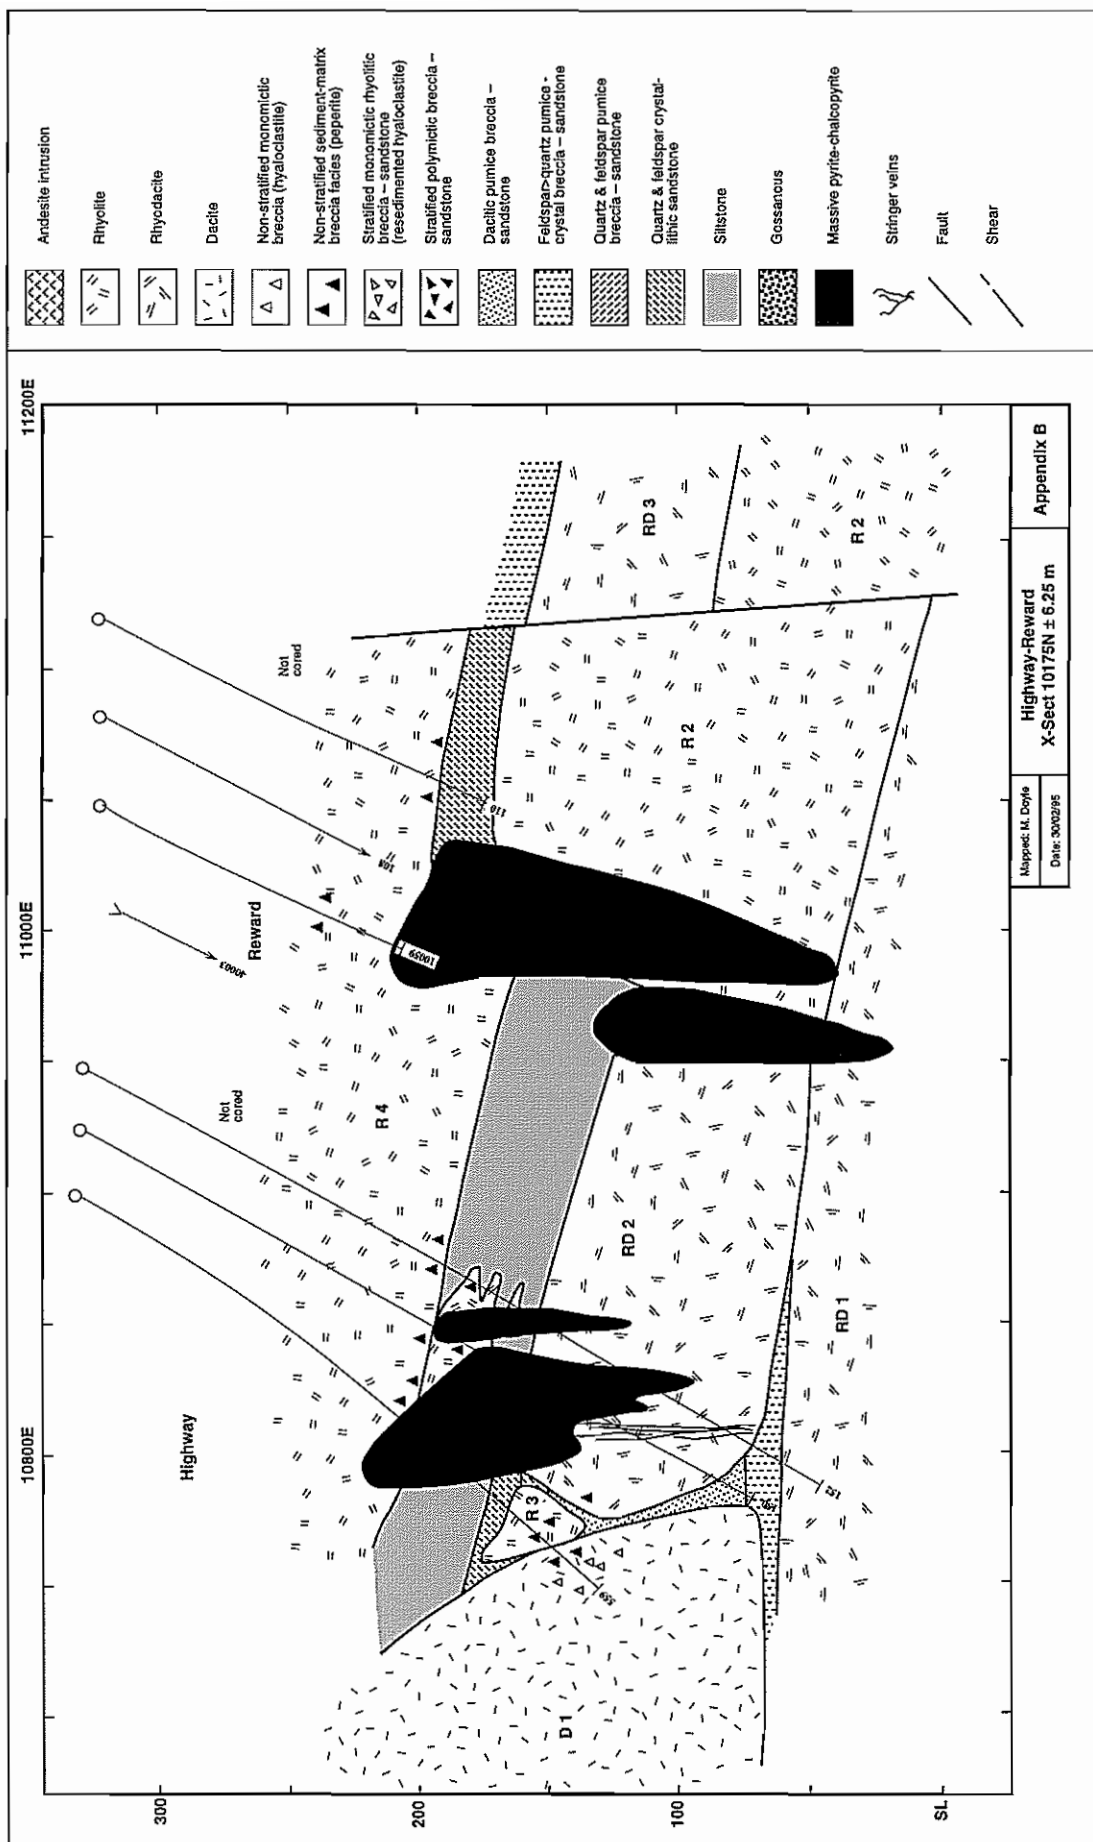 10800E
11000E
11200E
300
200
100
SL
Highway
Reward
Not
cored
Not
cored
R 4
R 3
R 2
R 2
RD 3
RD 2
RD 1
D 1
40003
10059
108
110
152
559
Andesite intrusion
Rhyolite
Rhyodacite
Dacite
Non-stratified monomictic
breccia (hyaloclastite)
Non-stratified sediment-matrix
breccia facies (peperite)
Stratified monomictic rhyolitic
breccia – sandstone
(resedimented hyaloclastite)
Stratified polymictic breccia –
sandstone
Dacitic pumice breccia –
sandstone
Feldspar>quartz pumice -
crystal breccia – sandstone
Quartz & feldspar pumice
breccia – sandstone
Quartz & feldspar crystal-
lithic sandstone
Siltstone
Gossanous
Massive pyrite-chalcopyrite
Stringer veins
Fault
Shear
Mapped: M. Doyle
Date: 30/02/95
Highway-Reward
X-Sect 10175N ± 6.25 m
Appendix B